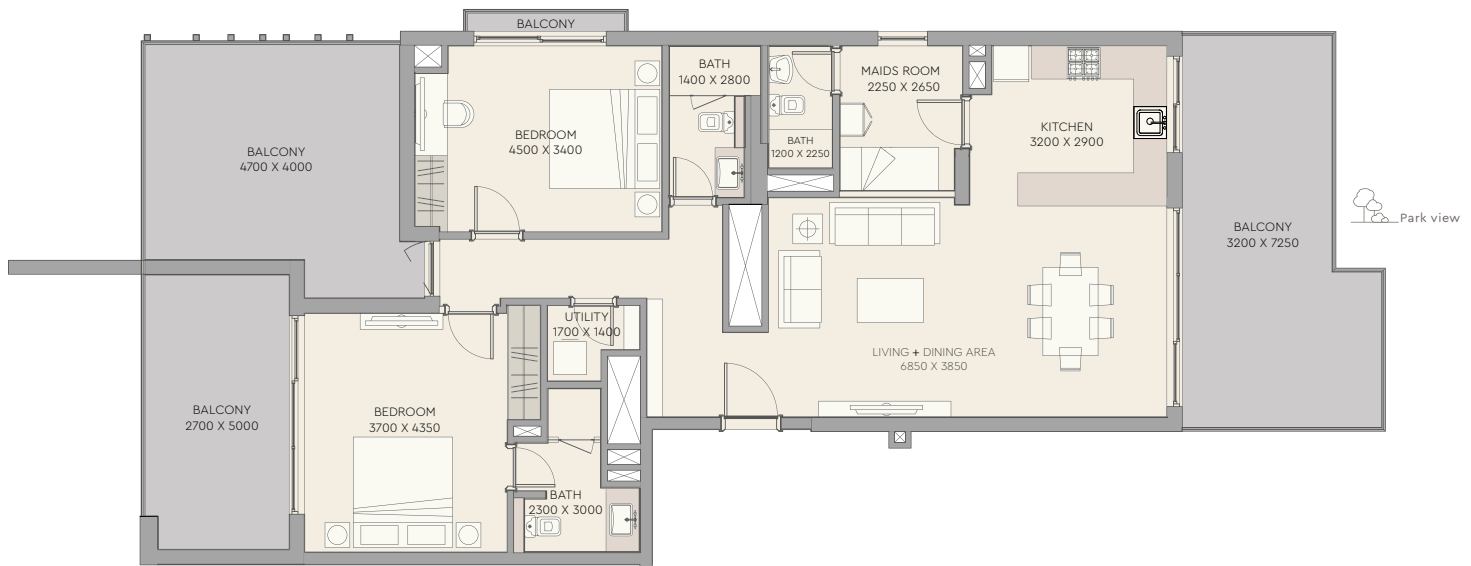 BALCONY
BATH
1400 X 2800
MAIDS ROOM
2250 X 2650
BEDROOM
4500 X 3400
KITCHEN
3200 X 2900
BATH
1200 X 2250
BALCONY
4700 X 4000
BALCONY
3200 X 7250
Park view
UTILITY
1700 X 1400
LIVING + DINING AREA
6850 X 3850
BALCONY
2700 X 5000
BEDROOM
3700 X 4350
BATH
2300 X 3000